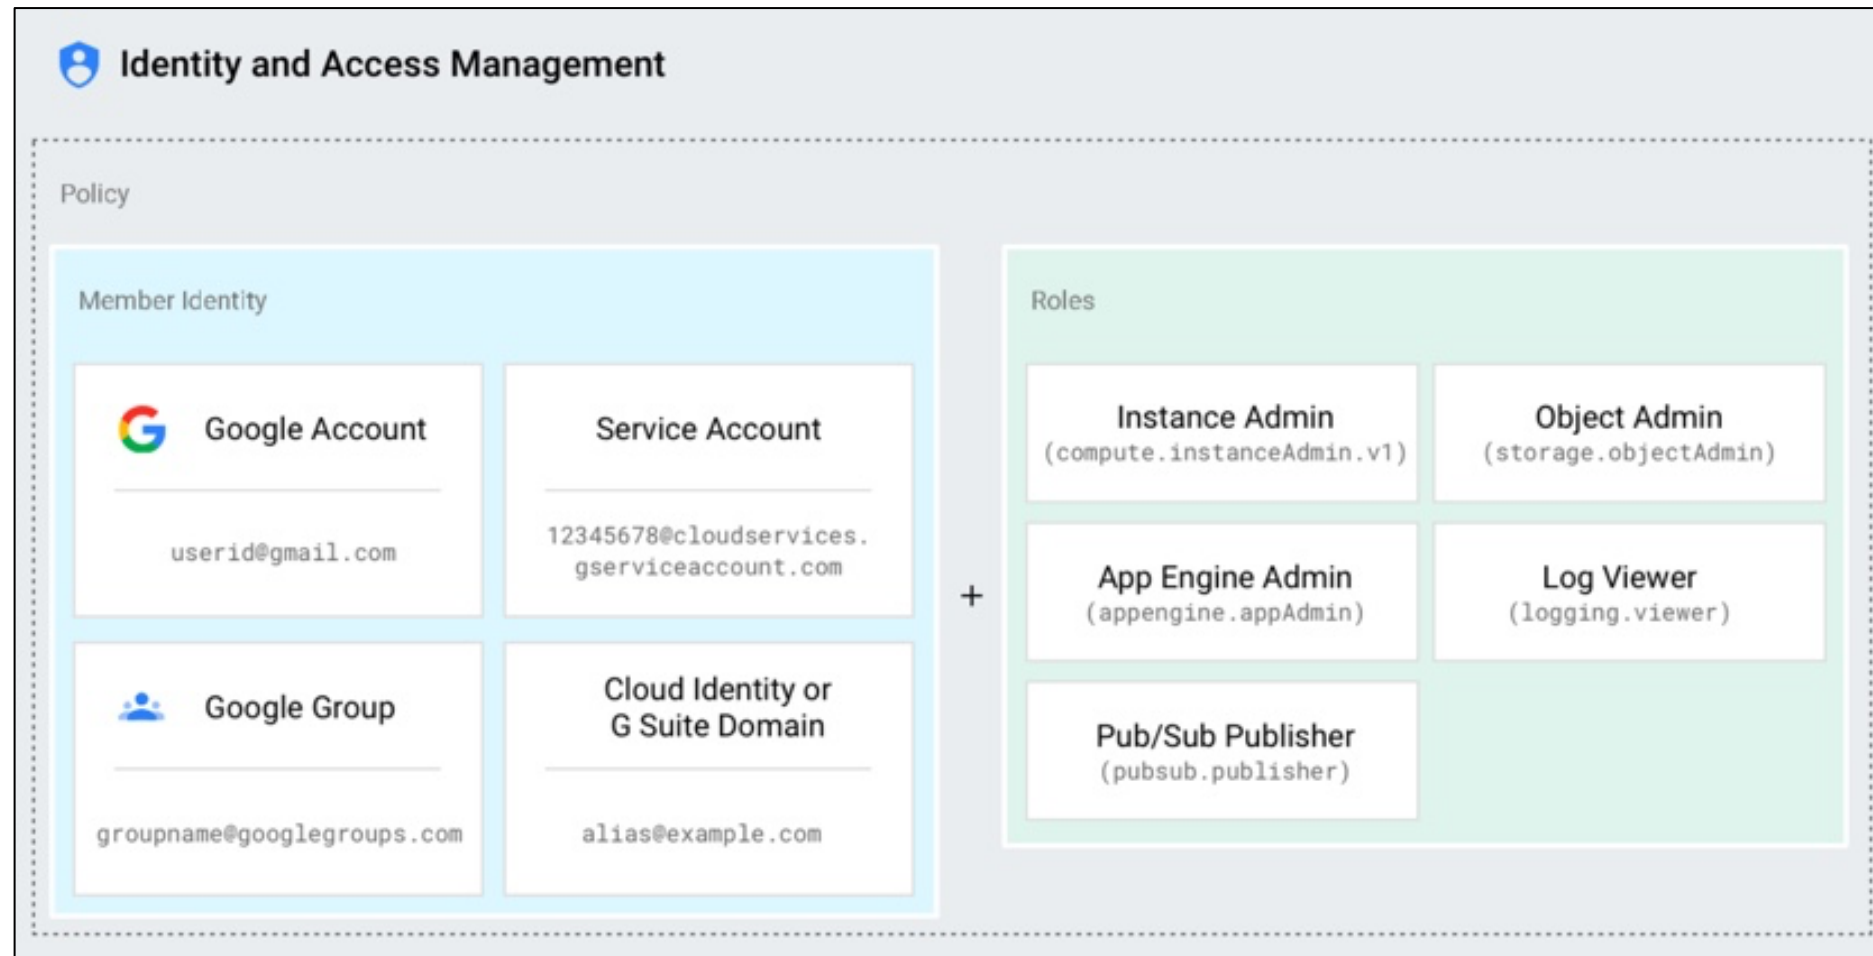 Identity and Access Management
Policy
Member Identity
Google Account
userid@gmail.com
Service Account
12345678@cloudservices.
gserviceaccount.com
Google Group
groupname@googlegroups.com
Cloud Identity or
G Suite Domain
alias@example.com
+
Roles
Instance Admin
(compute.instanceAdmin.v1)
Object Admin
(storage.objectAdmin)
App Engine Admin
(appengine.appAdmin)
Log Viewer
(logging.viewer)
Pub/Sub Publisher
(pubsub.publisher)